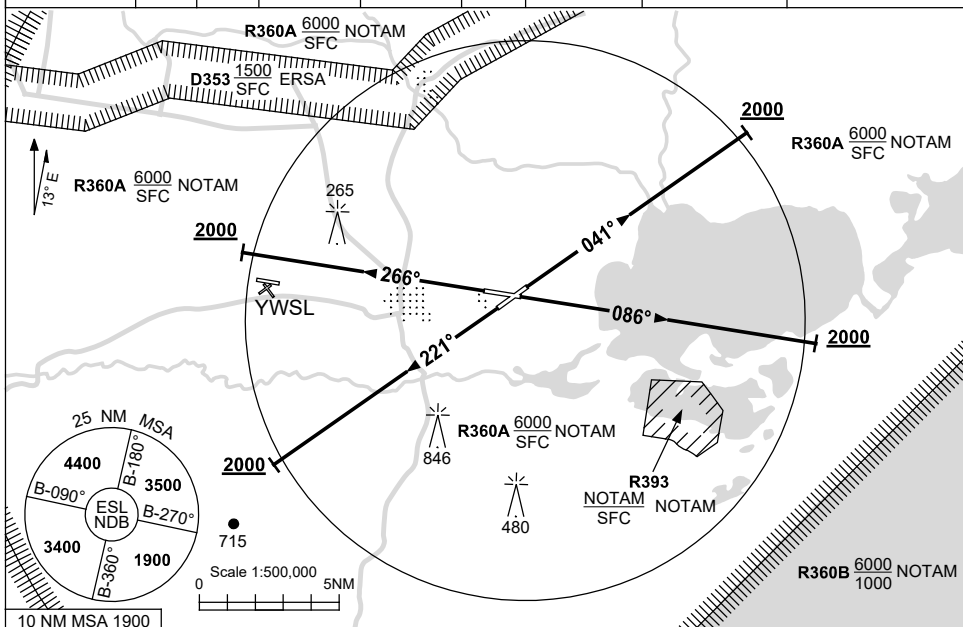 R360A 6000 NOTAM
SFC
D353 1500 ERSA
SFC
2000
R360A 6000 NOTAM
SFC
13° E
R360A 6000 NOTAM
SFC
265
2000
041°
266°
YWSL
086°
2000
221°
25 NM MSA
4400
B-180°
3500
B-090°
ESL
NDB
B-270°
3400
B-360°
1900
2000
846
R360A 6000 NOTAM
SFC
480
R393
NOTAM NOTAM
SFC
715
Scale 1:500,000
0 5NM
R360B 6000 NOTAM
1000
10 NM MSA 1900